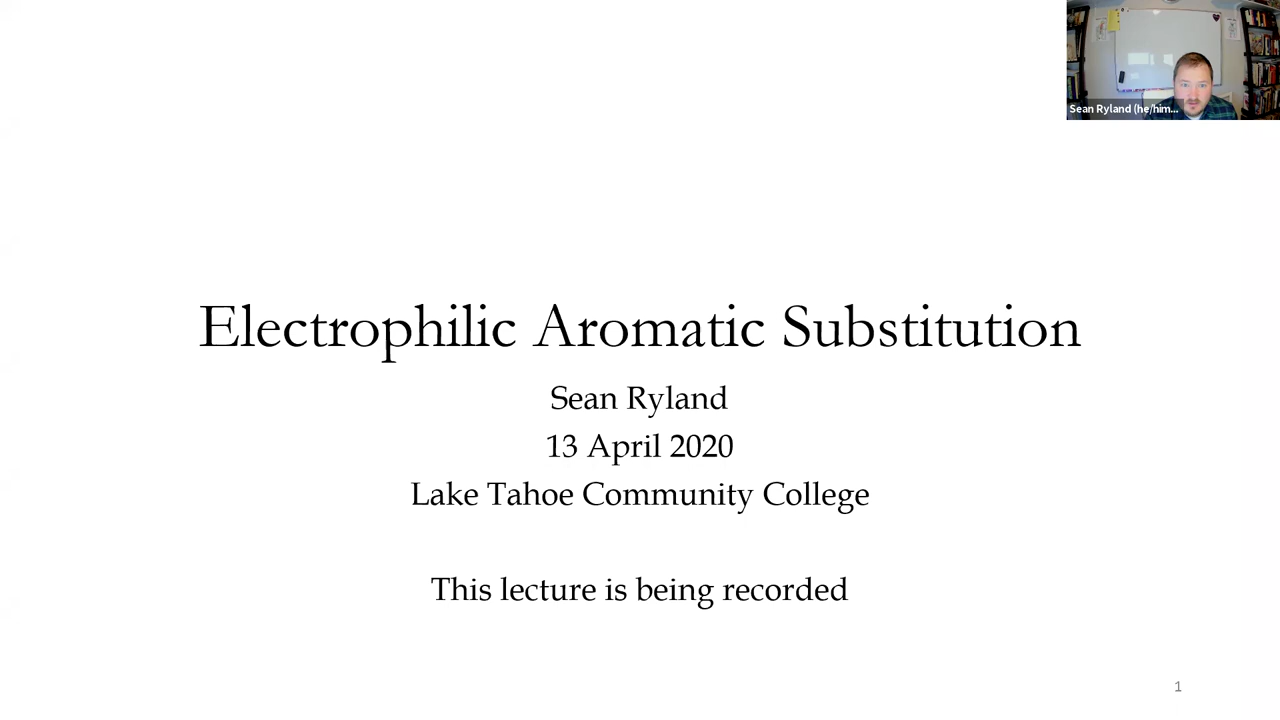 Sean Ryland (he/him...
Electrophilic Aromatic Substitution
Sean Ryland
13 April 2020
Lake Tahoe Community College
This lecture is being recorded
1